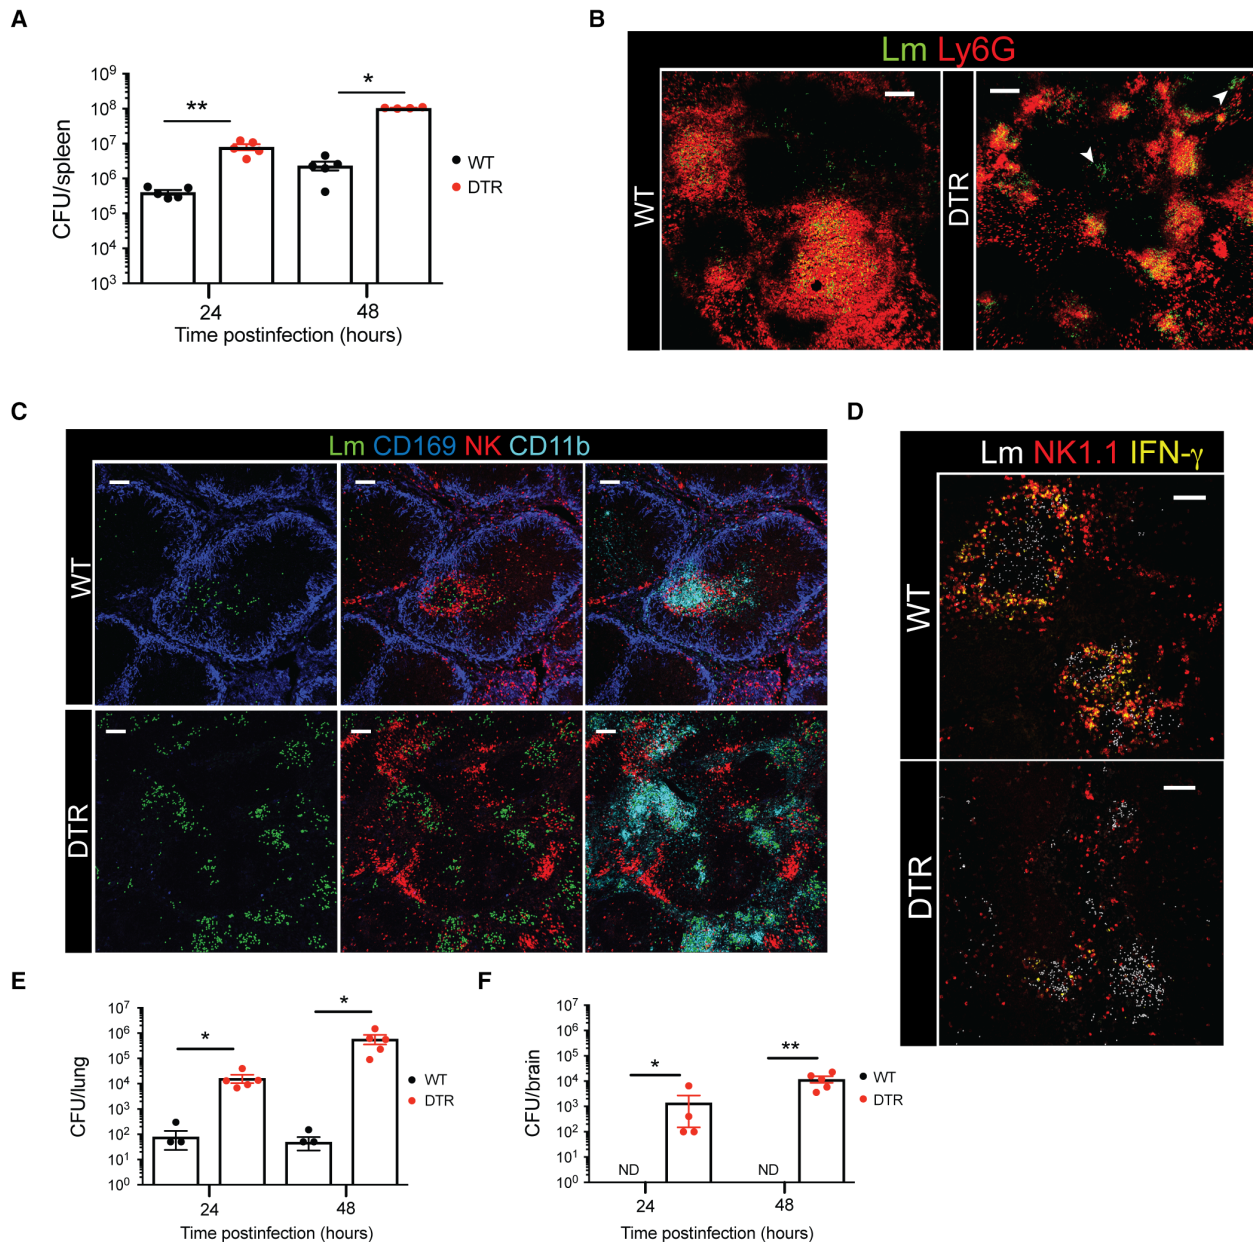 A
CFU/spleen
10⁹
10⁸
10⁷
10⁶
10⁵
10⁴
10³
**
*
24
48
Time postinfection (hours)
WT
DTR
B
Lm Ly6G
WT
DTR
C
Lm CD169 NK CD11b
WT
DTR
D
Lm NK1.1 IFN-γ
WT
DTR
E
CFU/lung
10⁷
10⁶
10⁵
10⁴
10³
10²
10¹
10⁰
*
*
24
48
Time postinfection (hours)
WT
DTR
F
CFU/brain
10⁷
10⁶
10⁵
10⁴
10³
10²
10¹
10⁰
*
**
ND
ND
24
48
Time postinfection (hours)
WT
DTR